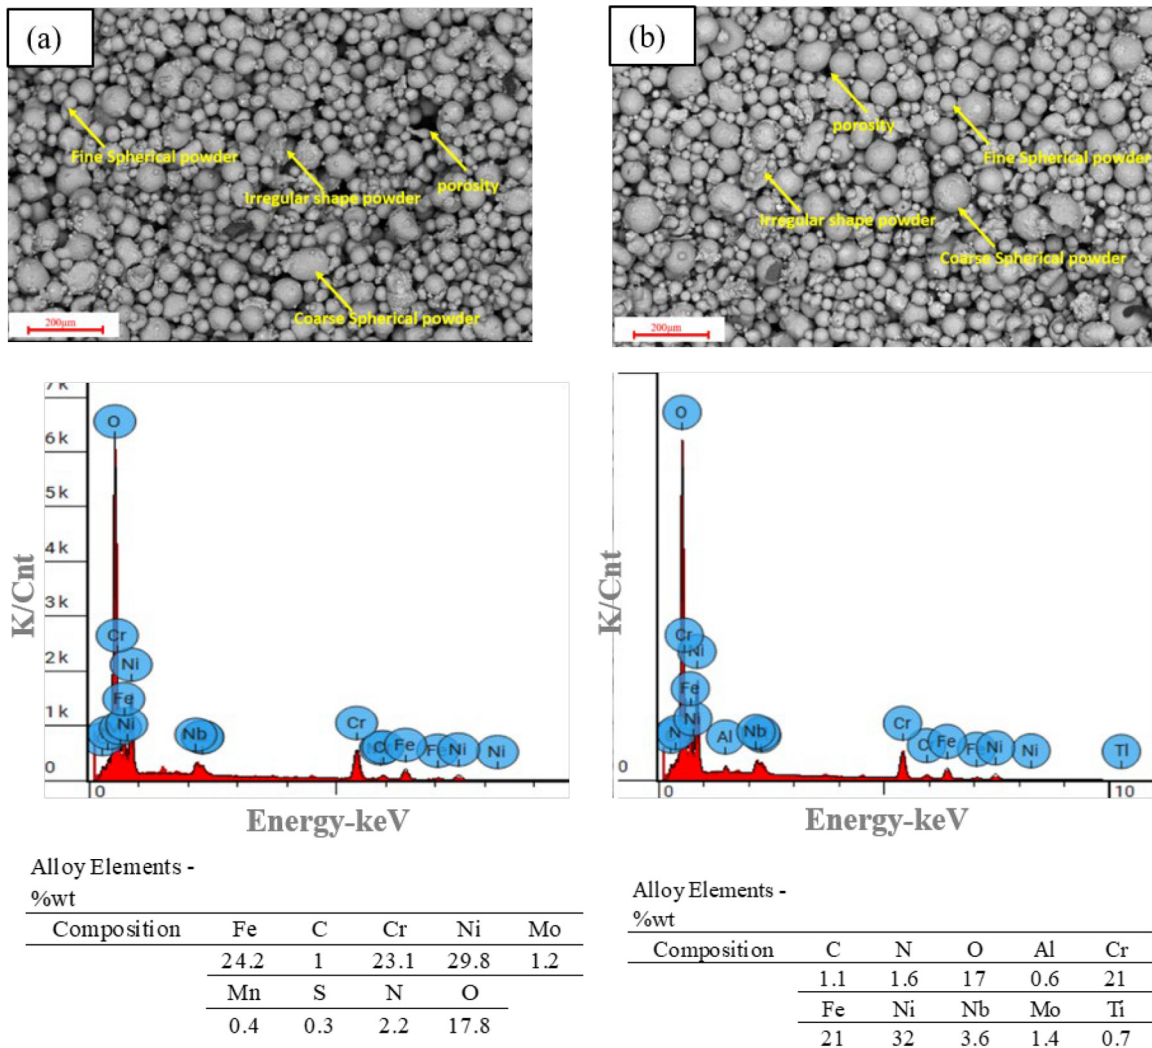 (a)
Fine Spherical powder
Irregular shape powder
porosity
Coarse Spherical powder
200μm
(b)
porosity
Fine Spherical powder
Irregular shape powder
Coarse Spherical powder
200μm
7k
6k
5k
4k
3k
2k
1k
0
O
Cr
Ni
Fe
Ni
Nb
Cr
C
Fe
Fe
Ni
Ni
K/Cnt
0
Energy-keV
O
Cr
Ni
Fe
Ni
N
Al
Nb
Cr
C
Fe
Fe
Ni
Ni
Tl
K/Cnt
0
0
10
Energy-keV
Alloy Elements -
%wt
Composition Fe C Cr Ni Mo
24.2 1 23.1 29.8 1.2
Mn S N O
0.4 0.3 2.2 17.8
Alloy Elements -
%wt
Composition C N O Al Cr
1.1 1.6 17 0.6 21
Fe Ni Nb Mo Ti
21 32 3.6 1.4 0.7